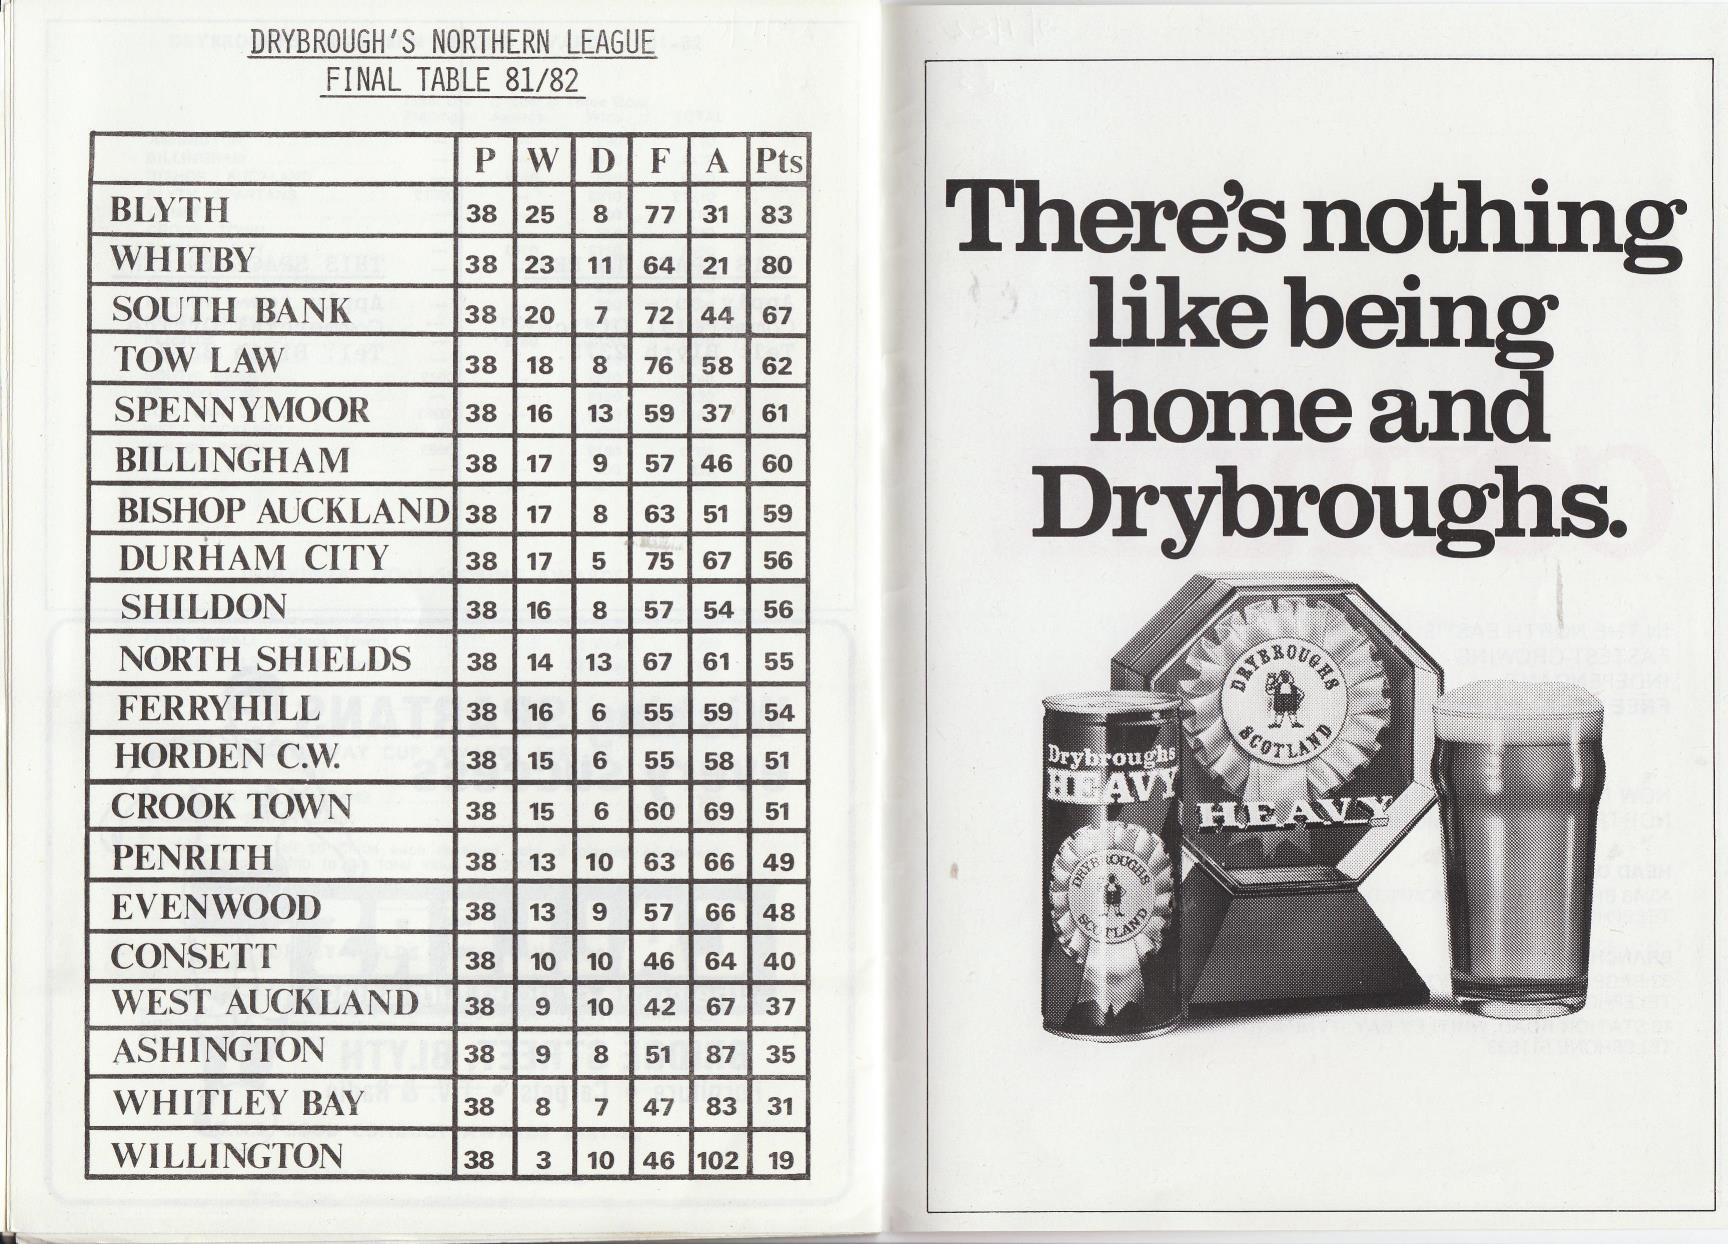 DRYBROUGH'S NORTHERN LEAGUE
FINAL TABLE 81/82
P W D F A Pts
BLYTH 38 25 8 77 31 83
WHITBY 38 23 11 64 21 80
SOUTH BANK 38 20 7 72 44 67
TOW LAW 38 18 8 76 58 62
SPENNYMOOR 38 16 13 59 37 61
BILLINGHAM 38 17 9 57 46 60
BISHOP AUCKLAND 38 17 8 63 51 59
DURHAM CITY 38 17 5 75 67 56
SHILDON 38 16 8 57 54 56
NORTH SHIELDS 38 14 13 67 61 55
FERRYHILL 38 16 6 55 59 54
HORDEN C.W. 38 15 6 55 58 51
CROOK TOWN 38 15 6 60 69 51
PENRITH 38 13 10 63 66 49
EVENWOOD 38 13 9 57 66 48
CONSETT 38 10 10 46 64 40
WEST AUCKLAND 38 9 10 42 67 37
ASHINGTON 38 9 8 51 87 35
WHITLEY BAY 38 8 7 47 83 31
WILLINGTON 38 3 10 46 102 19
There's nothing
like being
home and
Drybroughs.
DRYBROUGHS
SCOTLAND
HEAVY
Drybroughs
HEAVY
DRYBROUGHS
SCOTLAND